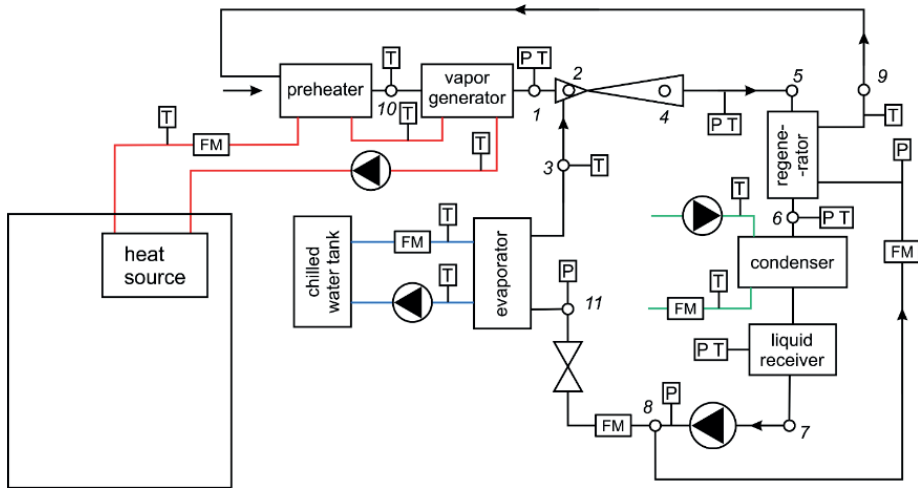 T
P T
2
5
9
preheater
vapor
generator
10
1
4
T
FM
T
T
P T
T
P
regene-
-rator
3
T
T
6
P T
heat
source
chilled
water tank
FM
T
evaporator
T
condenser
FM
T
P
11
FM
T
P T
liquid
receiver
P
8
FM
7